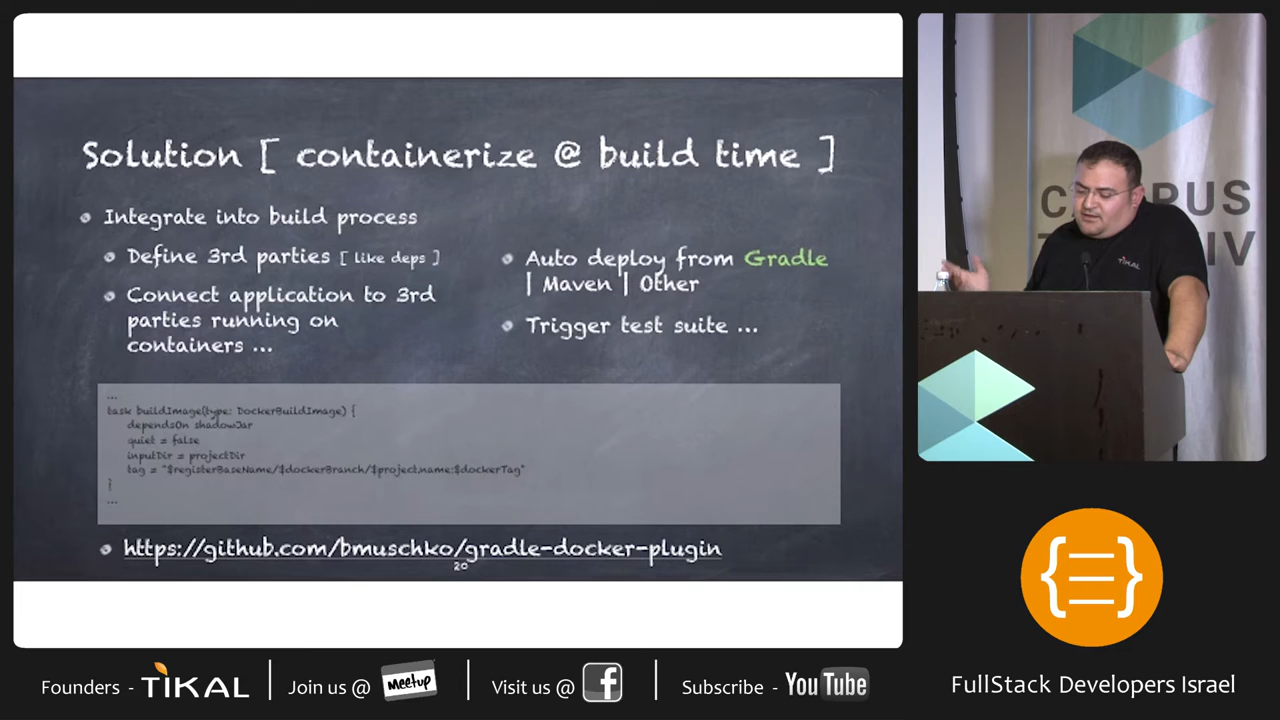 Solution [ containerize @ build time ]
Integrate into build process
Define 3rd parties [ like deps ]
Connect application to 3rd
parties running on
containers ...
Auto deploy from Gradle
| Maven | Other
Trigger test suite ...
...
task buildImage(type: DockerBuildImage) {
dependsOn shadowJar
quiet = false
inputDir = projectDir
tag = "$registerBaseName/$dockerBranch/$project.name:$dockerTag"
}
...
https://github.com/bmuschko/gradle-docker-plugin
20
TIKAL
Founders - TIKAL
Join us @ meetup
Visit us @ f
Subscribe - YouTube
{=}
FullStack Developers Israel